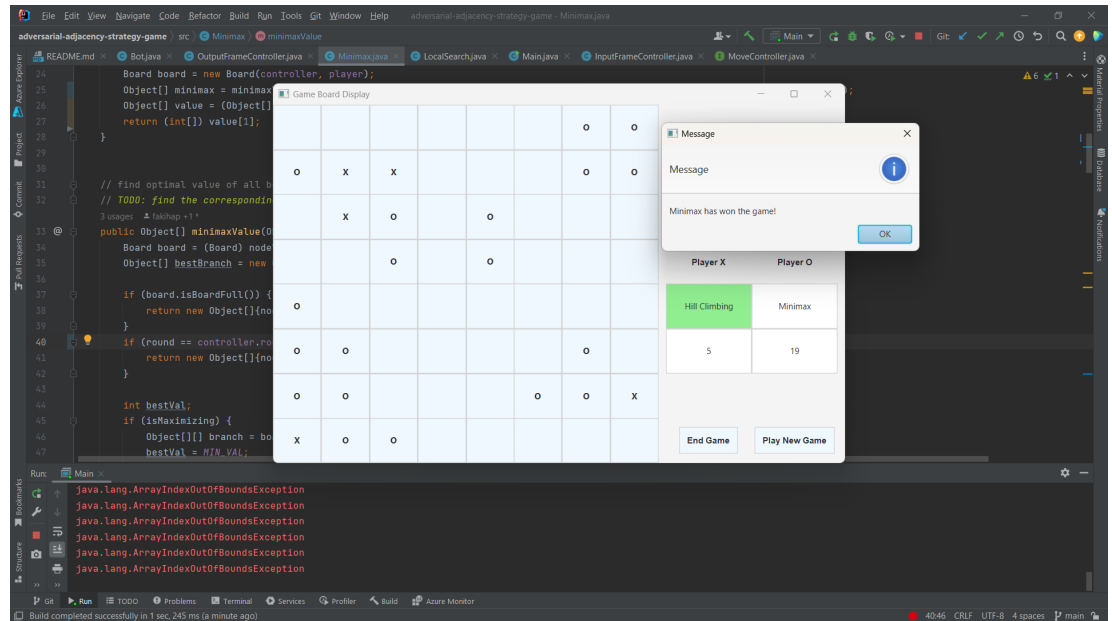 File Edit View Navigate Code Refactor Build Run Tools Git Window Help adversarial-adjacency-strategy-game - Minimax.java
adversarial-adjacency-strategy-game src Minimax minimaxValue Main Git:
README.md Bot.java OutputFrameController.java Minimax.java LocalSearch.java Main.java InputFrameController.java MoveController.java
24 Board board = new Board(controller, player);
25 Object[] minimax = minimax
26 Object[] value = (Object[]
27 return (int[]) value[1];
28 }
29
30
31 // find optimal value of all b
32 // TODO: find the correspondin
3 usages fakihap +1 *
33 @ public Object[] minimaxValue(O
34 Board board = (Board) node
35 Object[] bestBranch = new
36
37 if (board.isBoardFull()) {
38 return new Object[]{no
39 }
40 if (round == controller.ro
41 return new Object[]{no
42 }
43
44 int bestVal;
45 if (isMaximizing) {
46 Object[][] branch = bo
47 bestVal = MIN_VAL;
6 1
Azure Explorer
Project
Commit
Pull Requests
Bookmarks
Structure
Material Properties
Database
Notifications
Game Board Display
O O
O X X O O
X O O
O O
O
O O O
O O O O X
X O O
Message
Message
Minimax has won the game!
OK
Player X Player O
Hill Climbing Minimax
5 19
End Game Play New Game
Run: Main
java.lang.ArrayIndexOutOfBoundsException
java.lang.ArrayIndexOutOfBoundsException
java.lang.ArrayIndexOutOfBoundsException
java.lang.ArrayIndexOutOfBoundsException
java.lang.ArrayIndexOutOfBoundsException
java.lang.ArrayIndexOutOfBoundsException
Git Run TODO Problems Terminal Services Profiler Build Azure Monitor
Build completed successfully in 1 sec, 245 ms (a minute ago) 40:46 CRLF UTF-8 4 spaces main